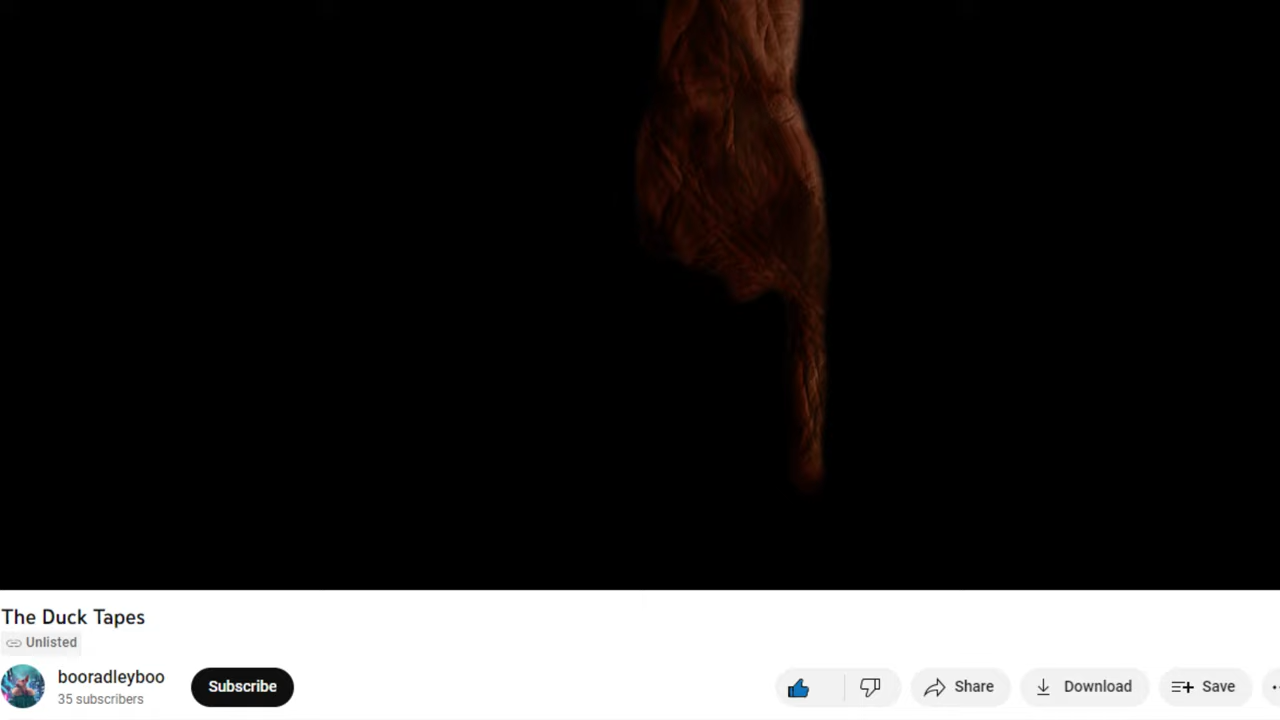 The Duck Tapes
Unlisted
booradleyboo
35 subscribers
Subscribe
Share
Download
Save